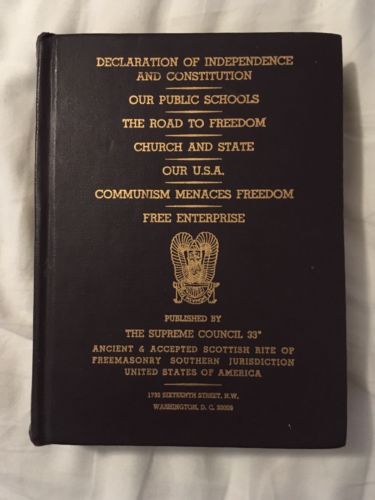 DECLARATION OF INDEPENDENCE
AND CONSTITUTION
OUR PUBLIC SCHOOLS
THE ROAD TO FREEDOM
CHURCH AND STATE
OUR U.S.A.
COMMUNISM MENACES FREEDOM
FREE ENTERPRISE
PUBLISHED BY
THE SUPREME COUNCIL 33°
ANCIENT & ACCEPTED SCOTTISH RITE OF
FREEMASONRY SOUTHERN JURISDICTION
UNITED STATES OF AMERICA
SIXTEENTH STREET, N.W.
WASHINGTON, D. C.